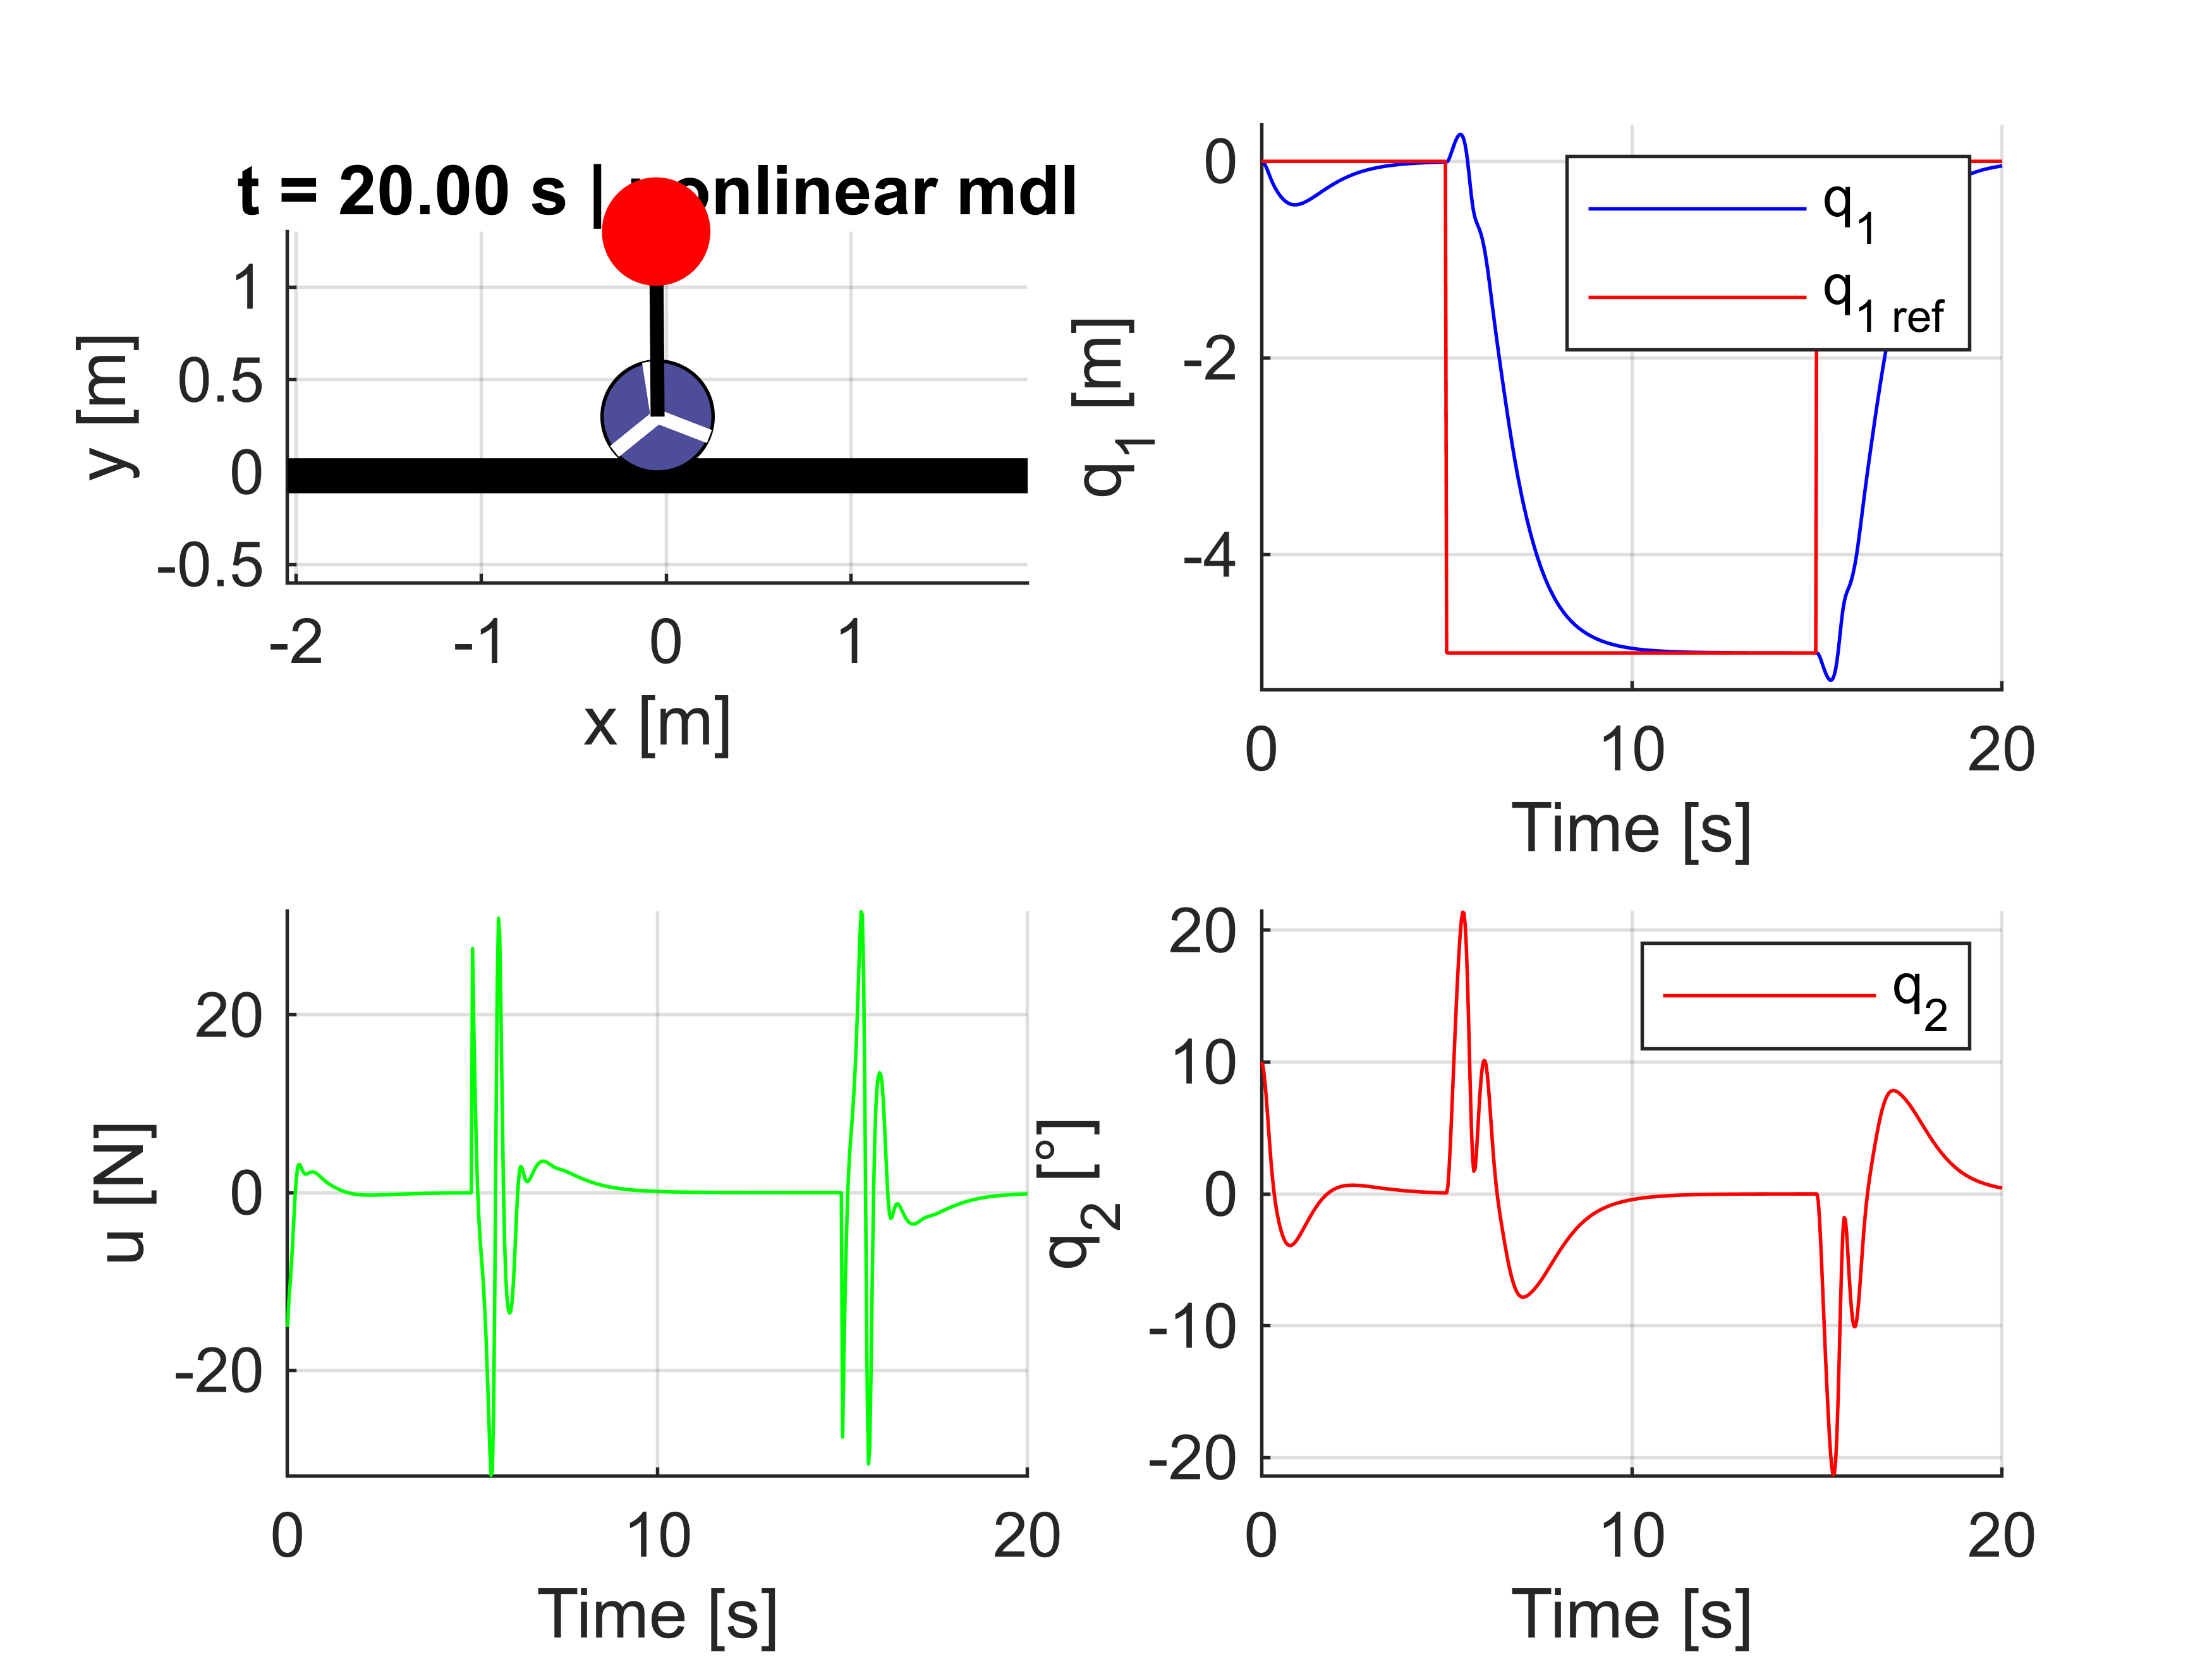 t = 20.00 s | nonlinear mdl
y [m]
1
0.5
0
-0.5
-2 -1 0 1
x [m]
q1 [m]
0
-2
-4
q1
q1 ref
0 10 20
Time [s]
u [N]
20
0
-20
0 10 20
Time [s]
q2 [°]
20
10
0
-10
-20
q2
0 10 20
Time [s]